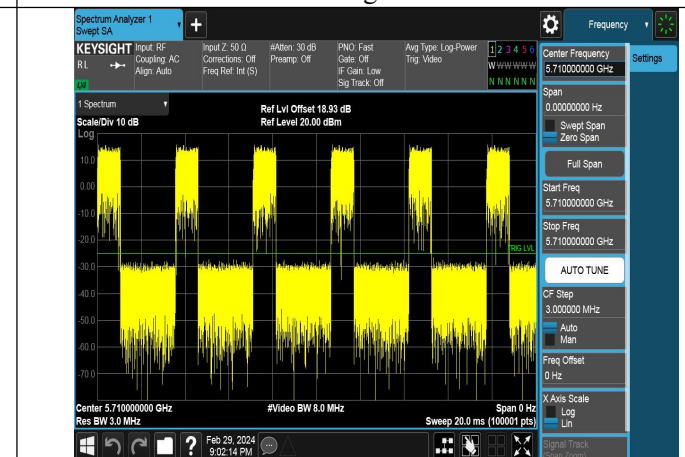 Spectrum Analyzer 1
Swept SA
+
Frequency
KEYSIGHT
R L
LXI
Input: RF
Coupling: AC
Align: Auto
Input Z: 50 Ω
Corrections: Off
Freq Ref: Int (S)
#Atten: 30 dB
Preamp: Off
PNO: Fast
Gate: Off
IF Gain: Low
Sig Track: Off
Avg Type: Log-Power
Trig: Video
1 2 3 4 5 6
W W W W W W
N N N N N N
Center Frequency
5.710000000 GHz
Settings
Span
0.00000000 Hz
Swept Span
Zero Span
Full Span
Start Freq
5.710000000 GHz
Stop Freq
5.710000000 GHz
AUTO TUNE
CF Step
3.000000 MHz
Auto
Man
Freq Offset
0 Hz
X Axis Scale
Log
Lin
Signal Track
(Span Zoom)
1 Spectrum
Scale/Div 10 dB
Ref Lvl Offset 18.93 dB
Ref Level 20.00 dBm
Log
10.0
0.00
-10.0
-20.0
TRIG LVL
-30.0
-40.0
-50.0
-60.0
-70.0
Center 5.710000000 GHz
#Video BW 8.0 MHz
Span 0 Hz
Res BW 3.0 MHz
Sweep 20.0 ms (100001 pts)
?
Feb 29, 2024
9:02:14 PM